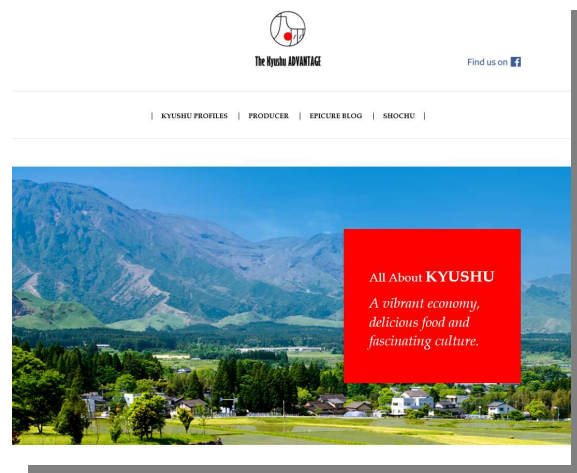 The Kyushu ADVANTAGE
Find us on f
| KYUSHU PROFILES | PRODUCER | EPICURE BLOG | SHOCHU |
All About KYUSHU
A vibrant economy,
delicious food and
fascinating culture.